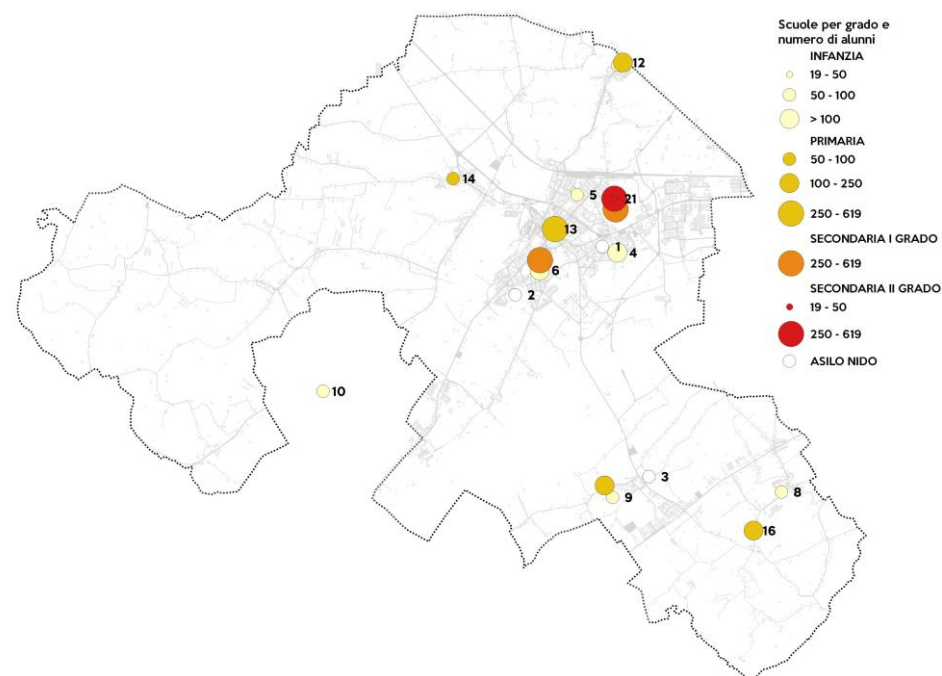 Scuole per grado e
numero di alunni
INFANZIA
19 - 50
50 - 100
> 100
PRIMARIA
50 - 100
100 - 250
250 - 619
SECONDARIA I GRADO
250 - 619
SECONDARIA II GRADO
19 - 50
250 - 619
ASILO NIDO
12
14
5
21
13
1
4
6
2
10
3
9
8
16